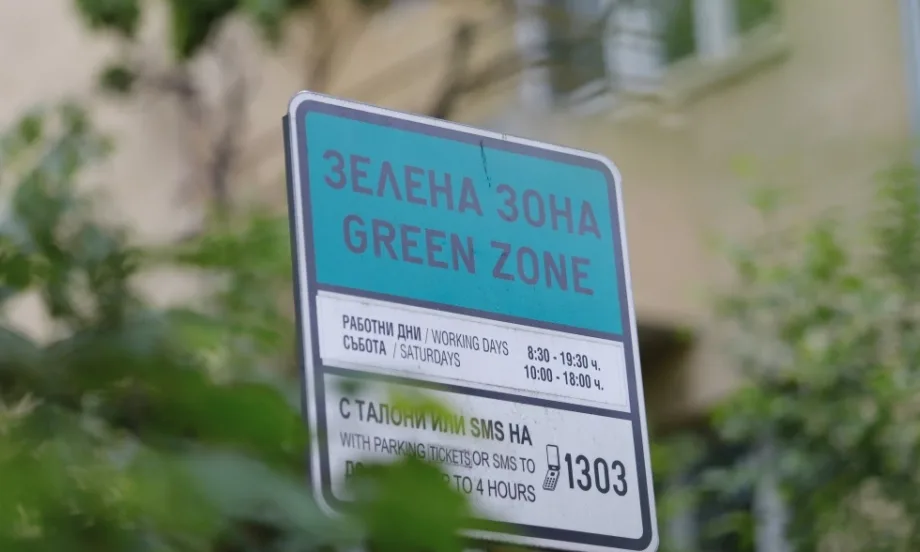 ЗЕЛЕНА ЗОНА
GREEN ZONE
РАБОТНИ ДНИ / WORKING DAYS 8:30 - 19:30 ч.
СЪБОТА / SATURDAYS 10:00 - 18:00 ч.
С ТАЛОНИ ИЛИ SMS НА
WITH PARKING TICKETS OR SMS TO 1303
TO 4 HOURS